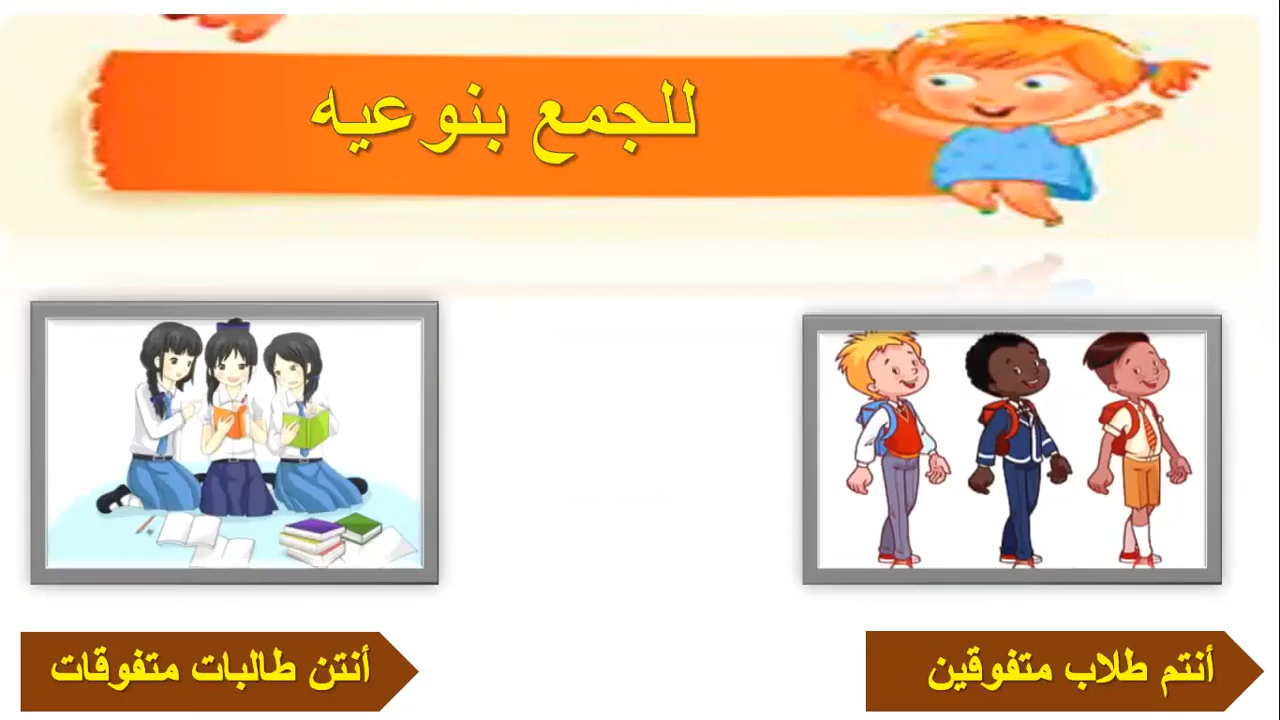 للجمع بنوعيه
أنتم طلاب متفوقين
أنتن طالبات متفوقات